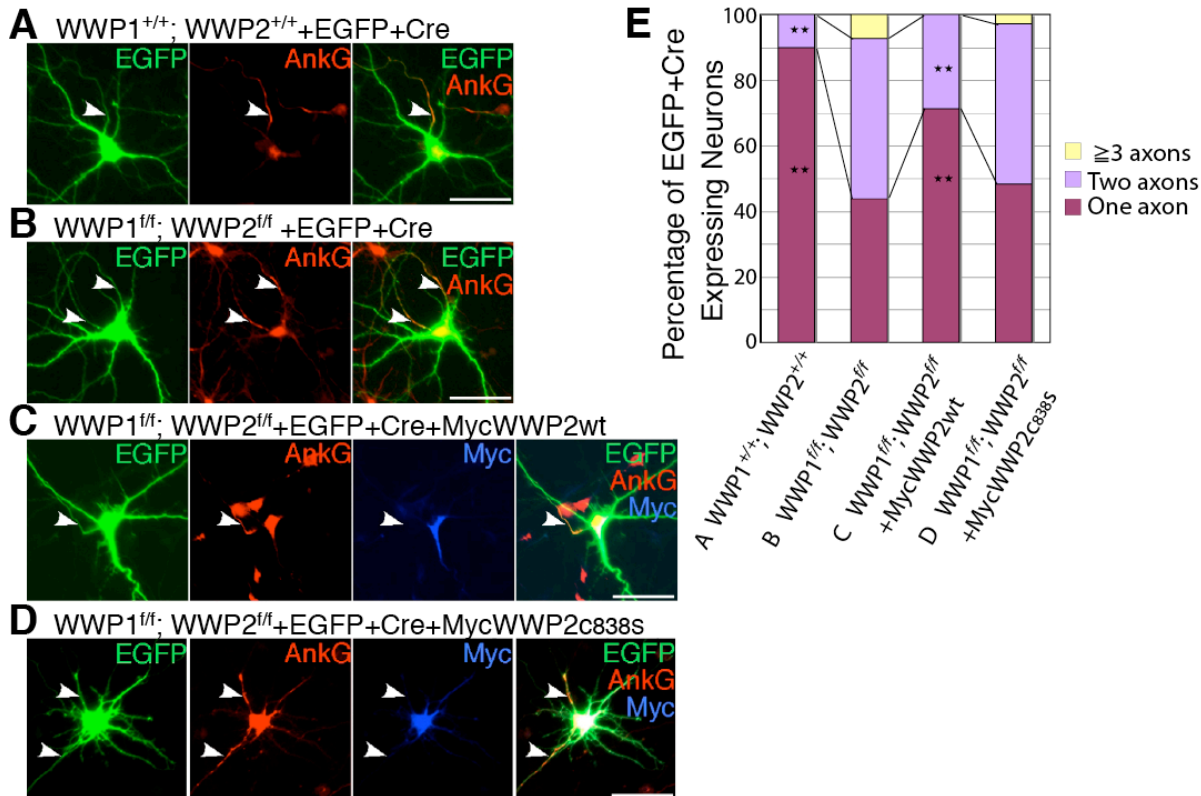 A WWP1+/+; WWP2+/++EGFP+Cre
EGFP
AnkG
EGFP
AnkG
B WWP1f/f; WWP2f/f +EGFP+Cre
EGFP
AnkG
EGFP
AnkG
C WWP1f/f; WWP2f/f+EGFP+Cre+MycWWP2wt
EGFP
AnkG
Myc
EGFP
AnkG
Myc
D WWP1f/f; WWP2f/f+EGFP+Cre+MycWWP2C838S
EGFP
AnkG
Myc
EGFP
AnkG
Myc
E
Percentage of EGFP+Cre
Expressing Neurons
100
80
60
40
20
0
★★
★★
★★
★★
≧3 axons
Two axons
One axon
A WWP1+/+; WWP2+/+
B WWP1f/f; WWP2f/f
C WWP1f/f; WWP2f/f
+MycWWP2wt
D WWP1f/f; WWP2f/f
+MycWWP2C838S